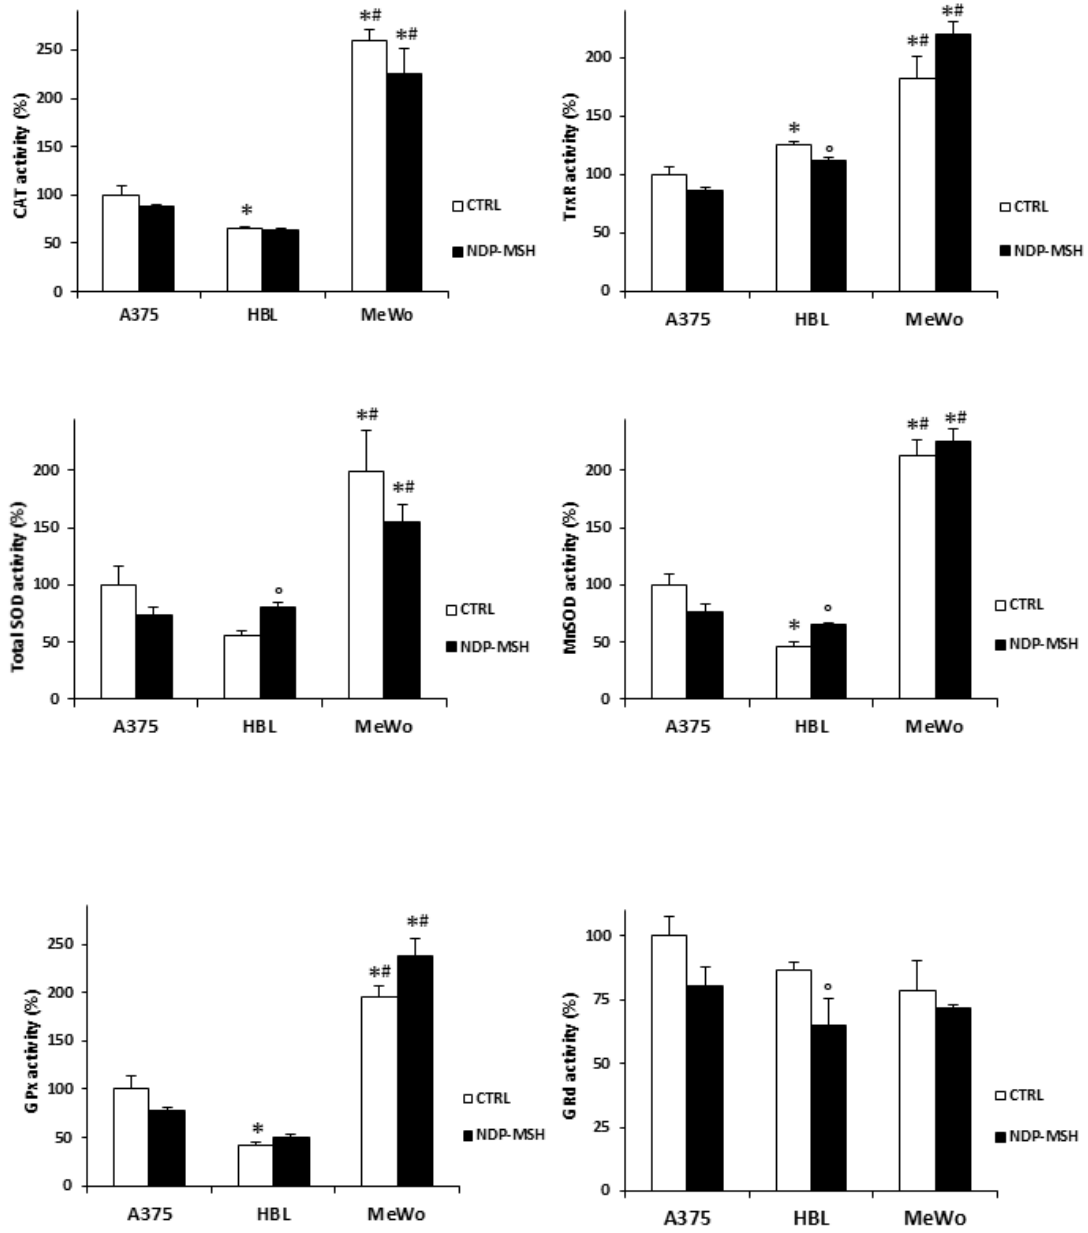 *# *#
250
200
150
100
50
0
CAT activity (%)
*
CTRL
NDP-MSH
A375 HBL MeWo
*# *#
200
150
100
50
0
TrxR activity (%)
* °
CTRL
NDP-MSH
A375 HBL MeWo
*# *#
200
150
100
50
0
Total SOD activity (%)
°
CTRL
NDP-MSH
A375 HBL MeWo
*# *#
200
150
100
50
0
MnSOD activity (%)
* °
CTRL
NDP-MSH
A375 HBL MeWo
*# *#
250
200
150
100
50
0
GPx activity (%)
*
CTRL
NDP-MSH
A375 HBL MeWo
100
75
50
25
0
GRd activity (%)
°
CTRL
NDP-MSH
A375 HBL MeWo